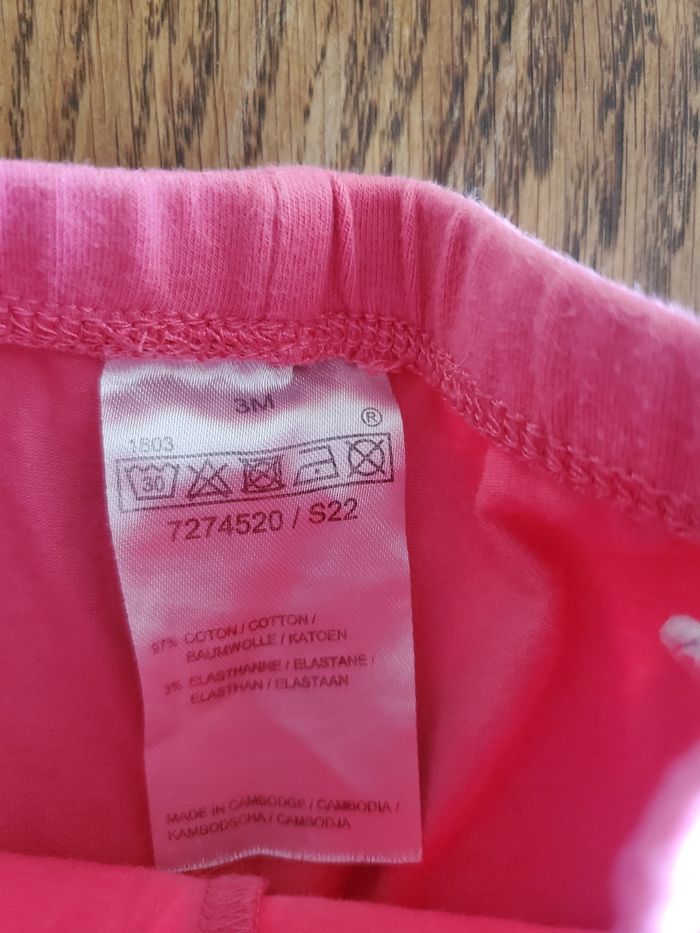 3M
®
1803
30
7274520 / S22
97% COTON / COTTON /
BAUMWOLLE / KATOEN
3% ELASTHANNE / ELASTANE /
ELASTHAN / ELASTAAN
MADE IN CAMBODGE / CAMBODIA /
KAMBODSCHA / CAMBODJA